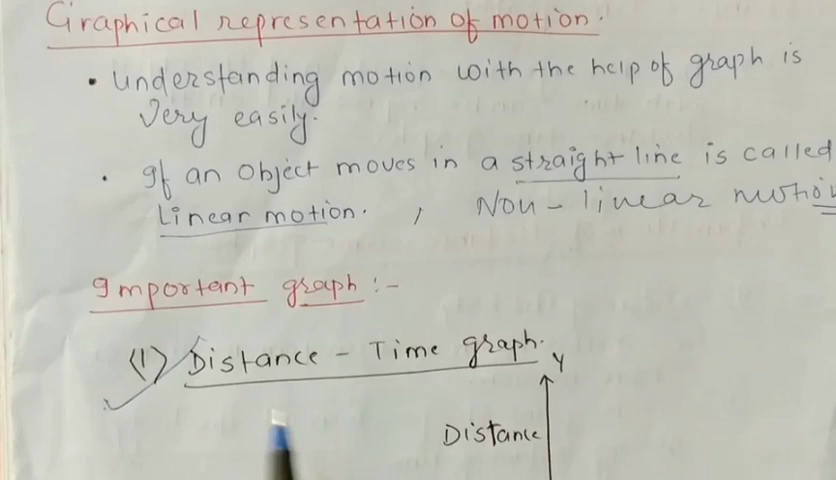 Graphical representation of motion.
• understanding motion with the help of graph is
very easily.
• If an object moves in a straight line is called
Linear motion. , Non-linear motion
Important graph :-
(1) Distance - Time graph.
Y
Distance